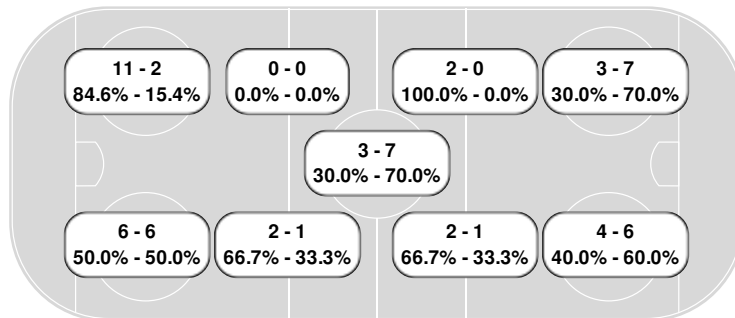 11 - 2
84.6% - 15.4%
0 - 0
0.0% - 0.0%
2 - 0
100.0% - 0.0%
3 - 7
30.0% - 70.0%
3 - 7
30.0% - 70.0%
6 - 6
50.0% - 50.0%
2 - 1
66.7% - 33.3%
2 - 1
66.7% - 33.3%
4 - 6
40.0% - 60.0%